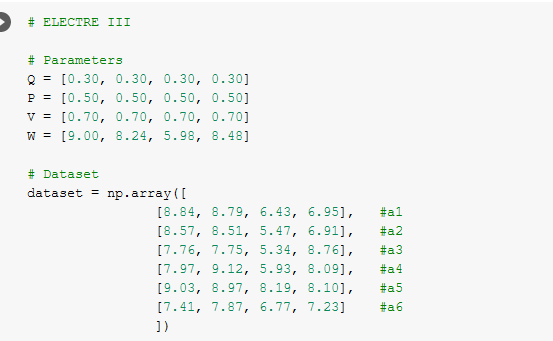 # ELECTRE III
# Parameters
Q = [0.30, 0.30, 0.30, 0.30]
P = [0.50, 0.50, 0.50, 0.50]
V = [0.70, 0.70, 0.70, 0.70]
W = [9.00, 8.24, 5.98, 8.48]
# Dataset
dataset = np.array([
[8.84, 8.79, 6.43, 6.95], #a1
[8.57, 8.51, 5.47, 6.91], #a2
[7.76, 7.75, 5.34, 8.76], #a3
[7.97, 9.12, 5.93, 8.09], #a4
[9.03, 8.97, 8.19, 8.10], #a5
[7.41, 7.87, 6.77, 7.23] #a6
])